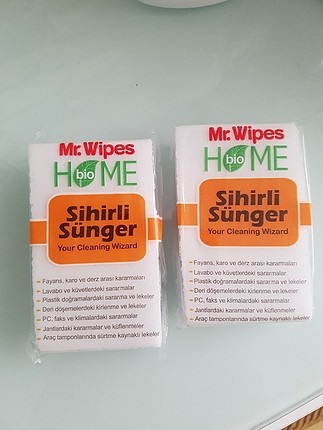 Mr. Wipes
bio
HOME
Sihirli
Sünger
Your Cleaning Wizard
Fayans, karo ve derz arası kararmaları
Lavabo ve küvetlerdeki sararmalar
Plastik doğramalardaki sararma ve lekeler
Deri döşemelerdeki kirlenme ve lekeler
PC, faks ve klimalardaki sararmalar
Jantlardaki kararmalar ve küflenmeler
Araç tamponlarında sürtme kaynaklı lekeler
Mr. Wipes
bio
HOME
Sihirli
Sünger
Your Cleaning Wizard
Fayans, karo ve derz arası kararmaları
Lavabo ve küvetlerdeki sararmalar
Plastik doğramalardaki sararma ve lekeler
Deri döşemelerdeki kirlenme ve lekeler
PC, faks ve klimalardaki sararmalar
Jantlardaki kararmalar ve küflenmeler
Araç tamponlarında sürtme kaynaklı lekeler